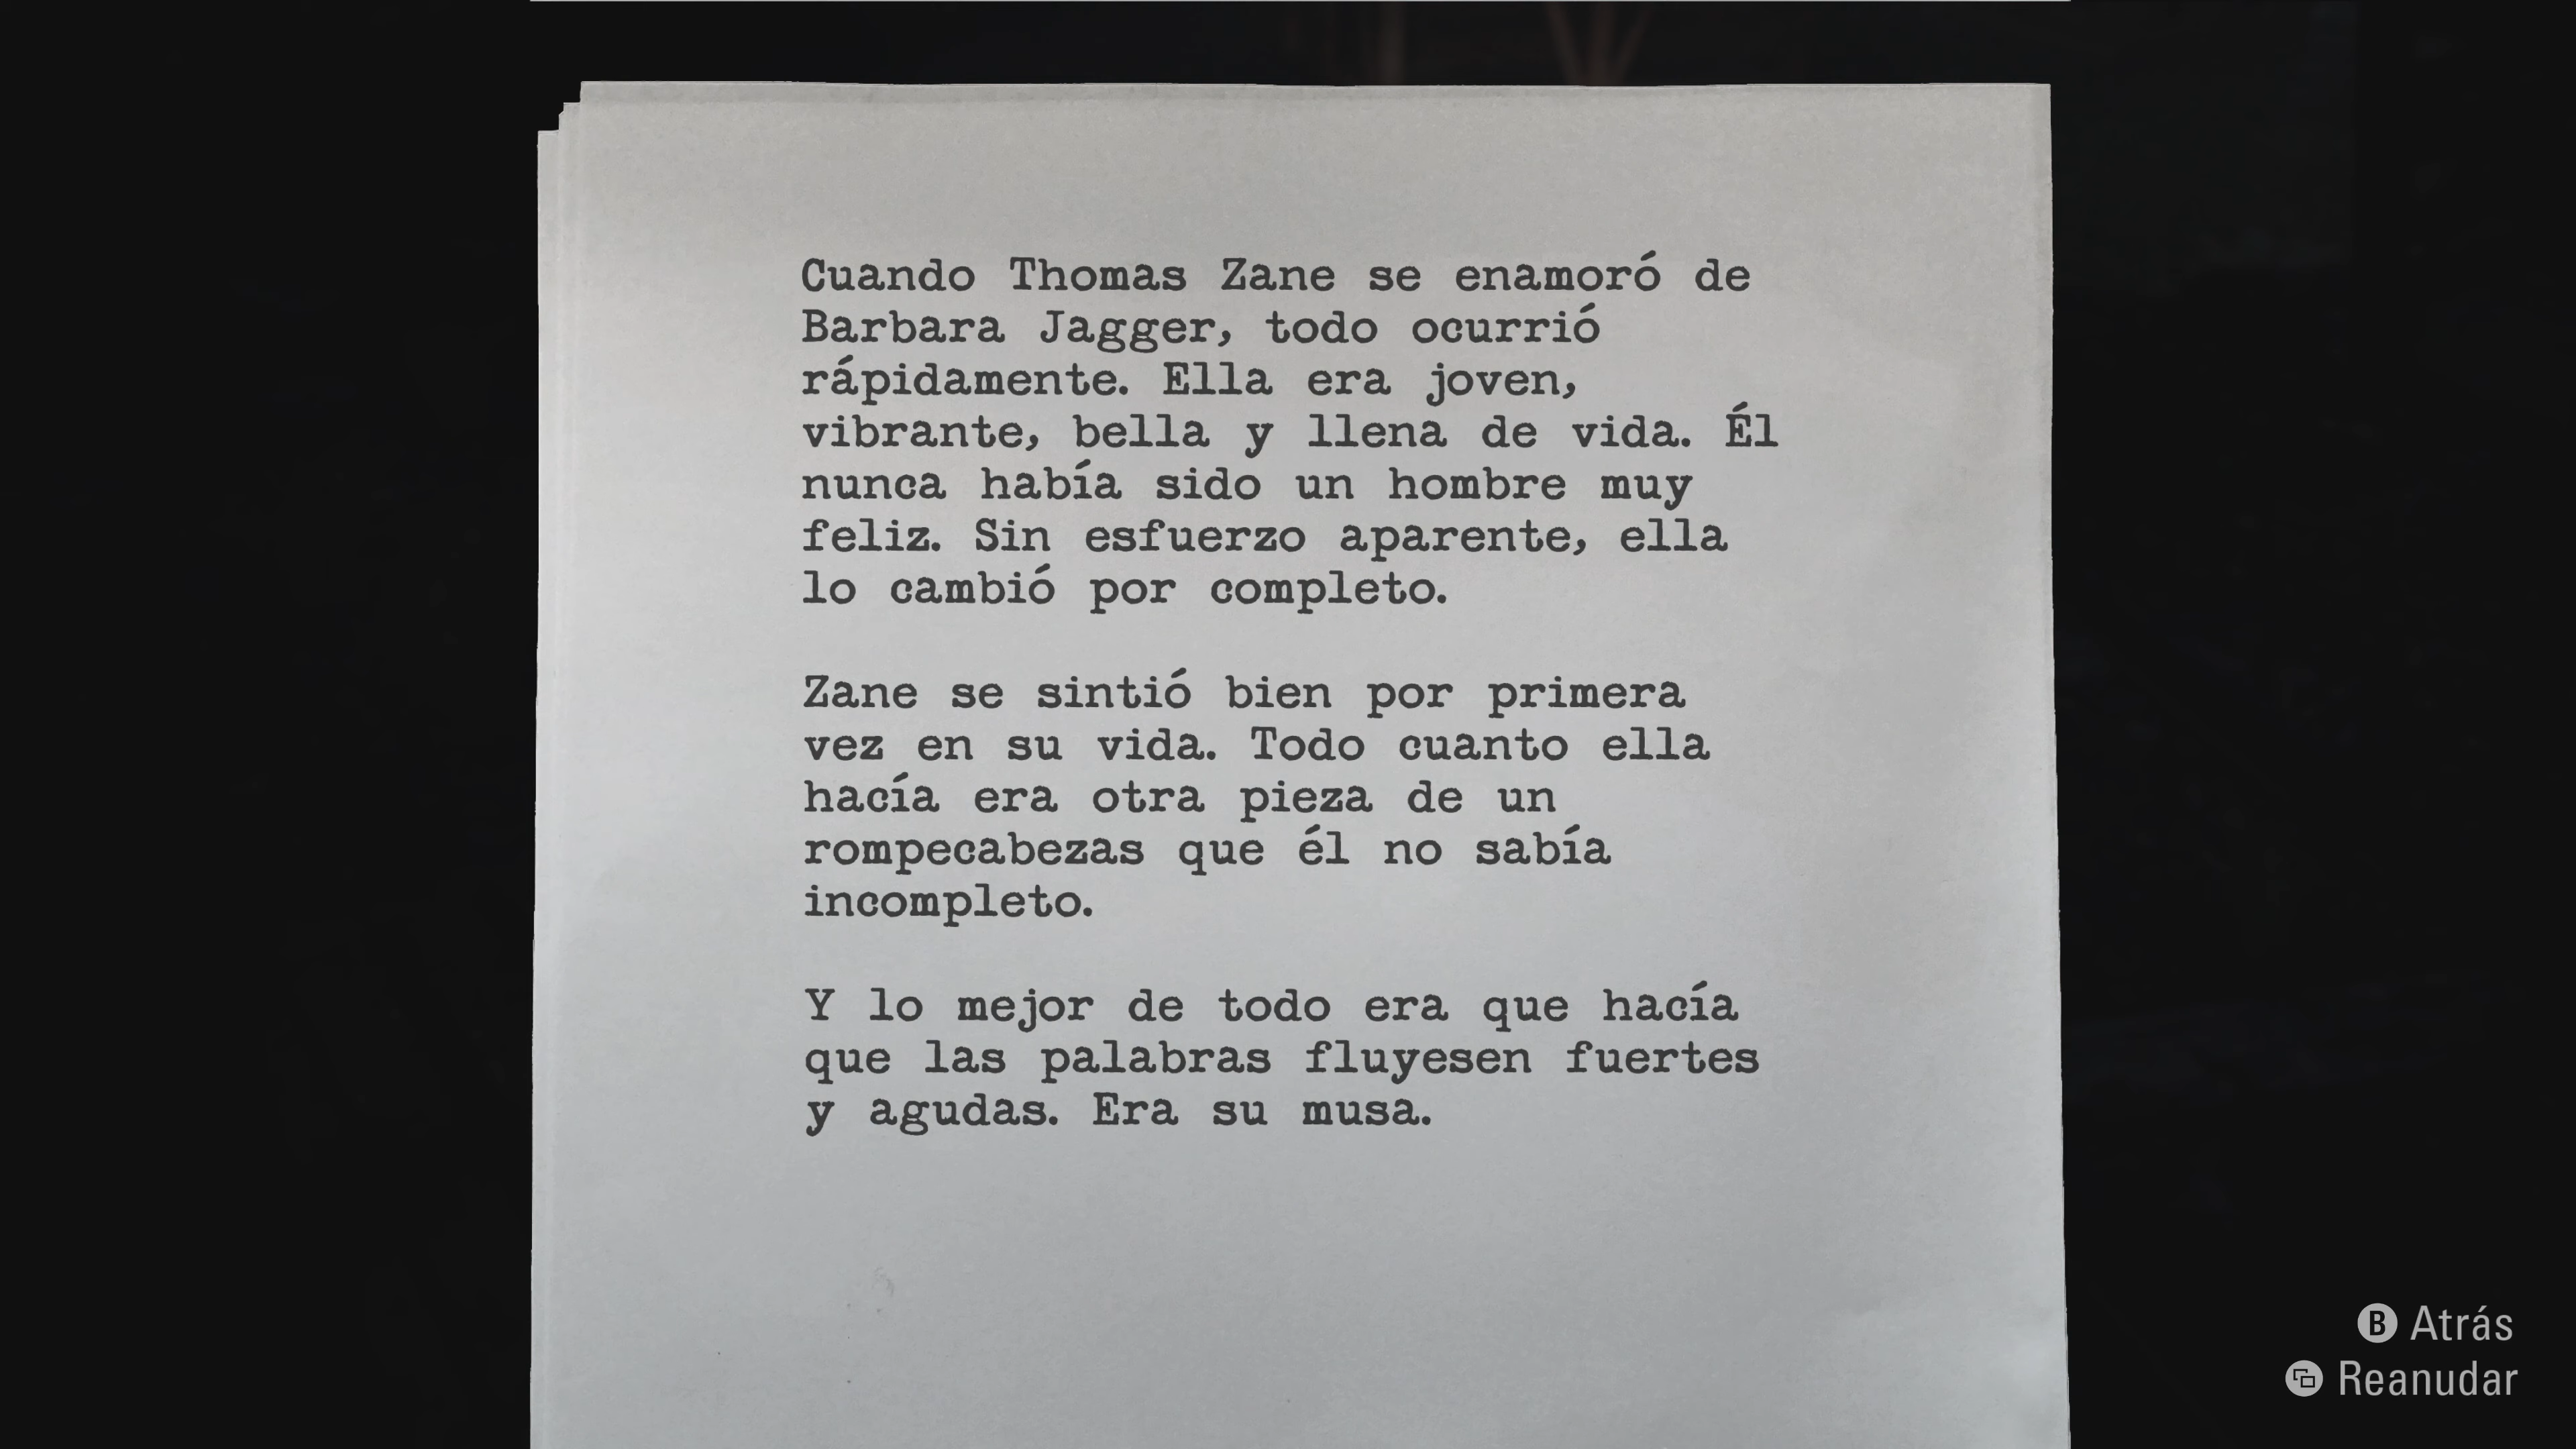 Cuando Thomas Zane se enamoró de
Barbara Jagger, todo ocurrió
rápidamente. Ella era joven,
vibrante, bella y llena de vida. Él
nunca había sido un hombre muy
feliz. Sin esfuerzo aparente, ella
lo cambió por completo.
Zane se sintió bien por primera
vez en su vida. Todo cuanto ella
hacía era otra pieza de un
rompecabezas que él no sabía
incompleto.
Y lo mejor de todo era que hacía
que las palabras fluyesen fuertes
y agudas. Era su musa.
B Atrás
Reanudar